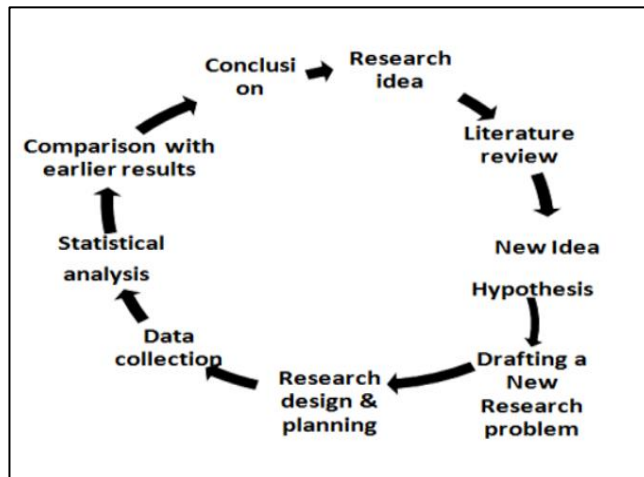 Research
idea
Literature
review
New Idea
Hypothesis
Drafting a
New
Research
problem
Research
design &
planning
Data
collection
Statistical
analysis
Comparison with
earlier results
Conclusi
on